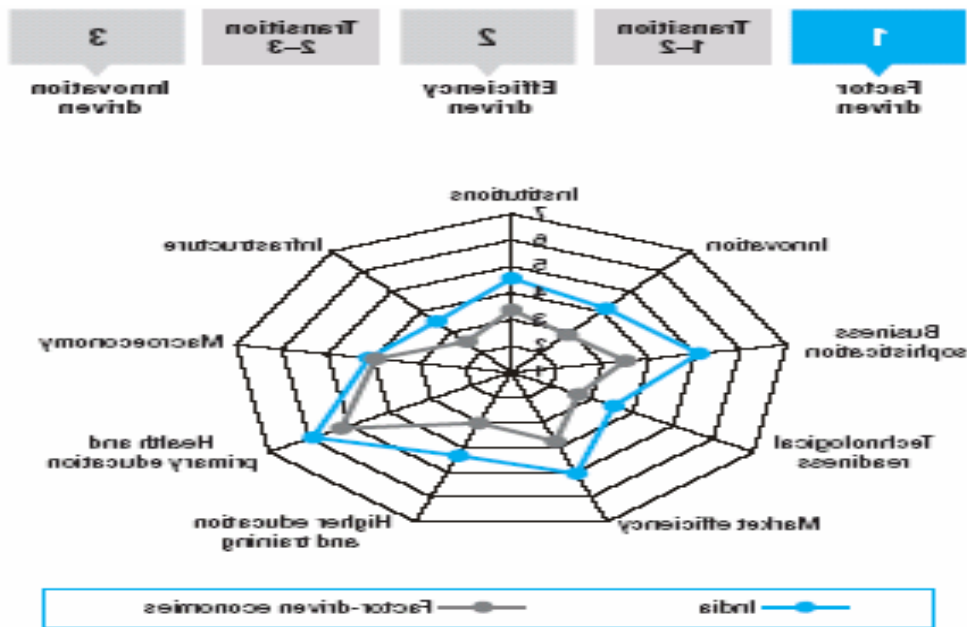 1
Transition
1–2
2
Transition
2–3
3
Factor
driven
Efficiency
driven
Innovation
driven
Institutions
7
6
5
4
3
2
1
Innovation
Business
sophistication
Technological
readiness
Market efficiency
Higher education
and training
Health and
primary education
Macroeconomy
Infrastructure
India
Factor-driven economies